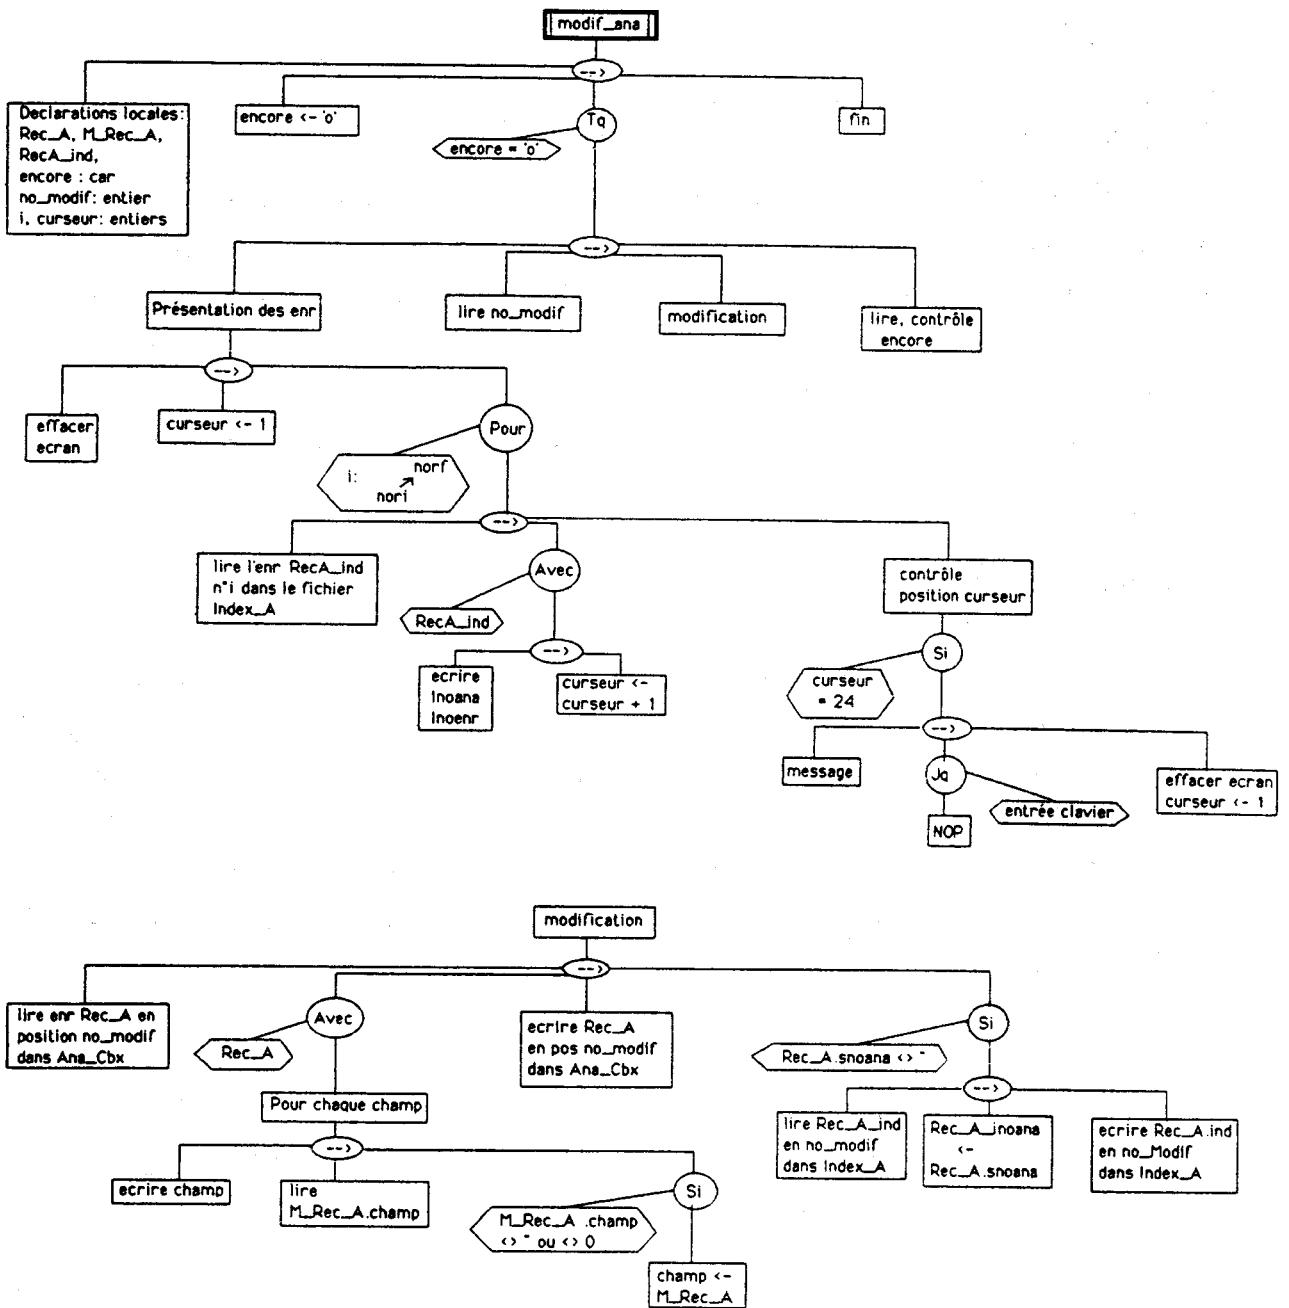 modif_ana
-->
Declarations locales:
Rec_A, M_Rec_A,
RecA_ind,
encore : car
no_modif: entier
i, curseur: entiers
encore <- 'o'
Tq
encore = 'o'
fin
-->
Présentation des enr
lire no_modif
modification
lire, contrôle
encore
-->
effacer
ecran
curseur <- 1
Pour
i:
norf
nori
-->
lire l'enr RecA_ind
n°i dans le fichier
Index_A
Avec
RecA_ind
-->
ecrire
Inoana
Inoenr
curseur <-
curseur + 1
contrôle
position curseur
Si
curseur
= 24
-->
message
Jq
entrée clavier
NOP
effacer ecran
curseur <- 1
modification
-->
lire enr Rec_A en
position no_modif
dans Ana_Cbx
Avec
Rec_A
Pour chaque champ
-->
ecrire champ
lire
M_Rec_A.champ
Si
M_Rec_A .champ
<> '' ou <> 0
champ <-
M_Rec_A
ecrire Rec_A
en pos no_modif
dans Ana_Cbx
Si
Rec_A.snoana <> ''
-->
lire Rec_A_ind
en no_modif
dans Index_A
Rec_A_inoana
<-
Rec_A.snoana
ecrire Rec_A.ind
en no_Modif
dans Index_A